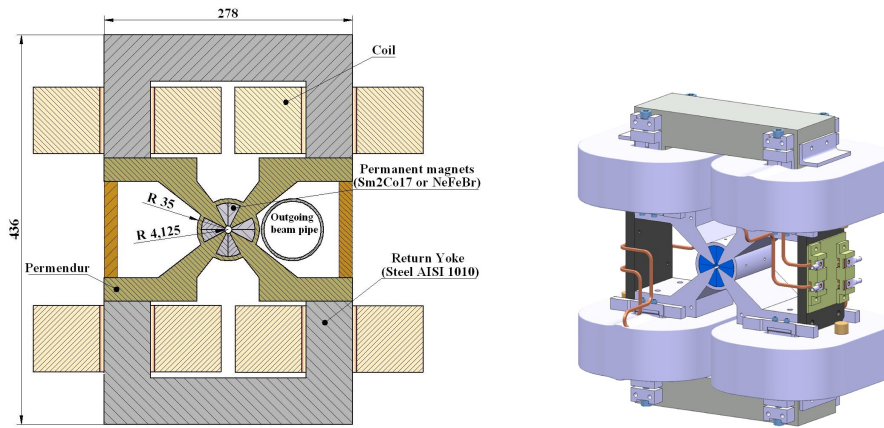 278
Coil
Permanent magnets
(Sm2Co17 or NeFeBr)
R 35
Outgoing
beam pipe
R 4,125
436
Permendur
Return Yoke
(Steel AISI 1010)